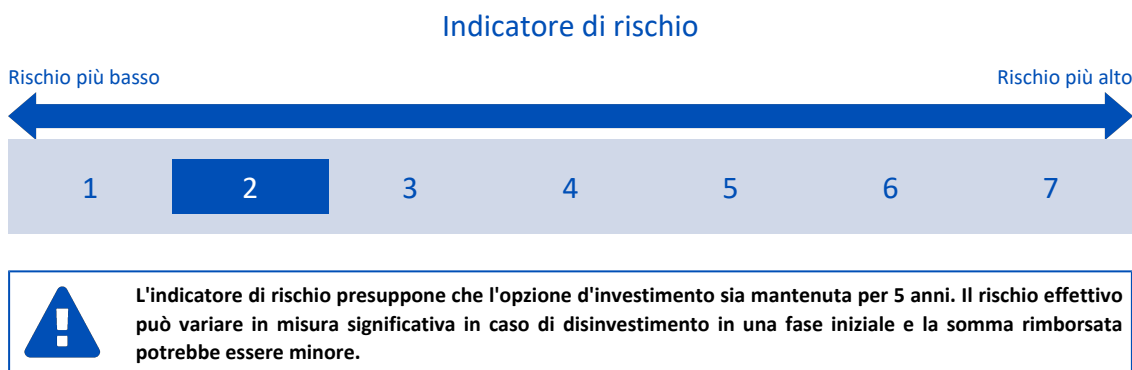 Indicatore di rischio
Rischio più basso Rischio più alto
1 2 3 4 5 6 7
L'indicatore di rischio presuppone che l'opzione d'investimento sia mantenuta per 5 anni. Il rischio effettivo
può variare in misura significativa in caso di disinvestimento in una fase iniziale e la somma rimborsata
potrebbe essere minore.